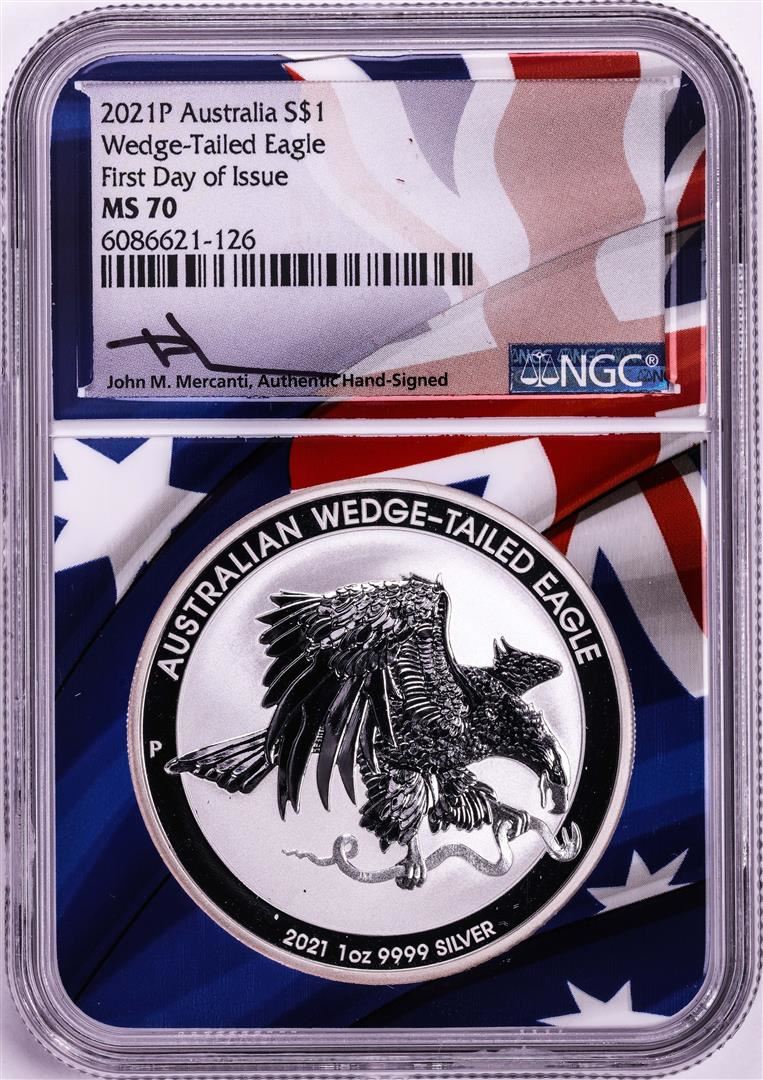 2021P Australia S$1
Wedge-Tailed Eagle
First Day of Issue
MS 70
6086621-126
John M. Mercanti, Authentic Hand-Signed
NGC®
AUSTRALIAN WEDGE-TAILED EAGLE
P
2021 1oz 9999 SILVER